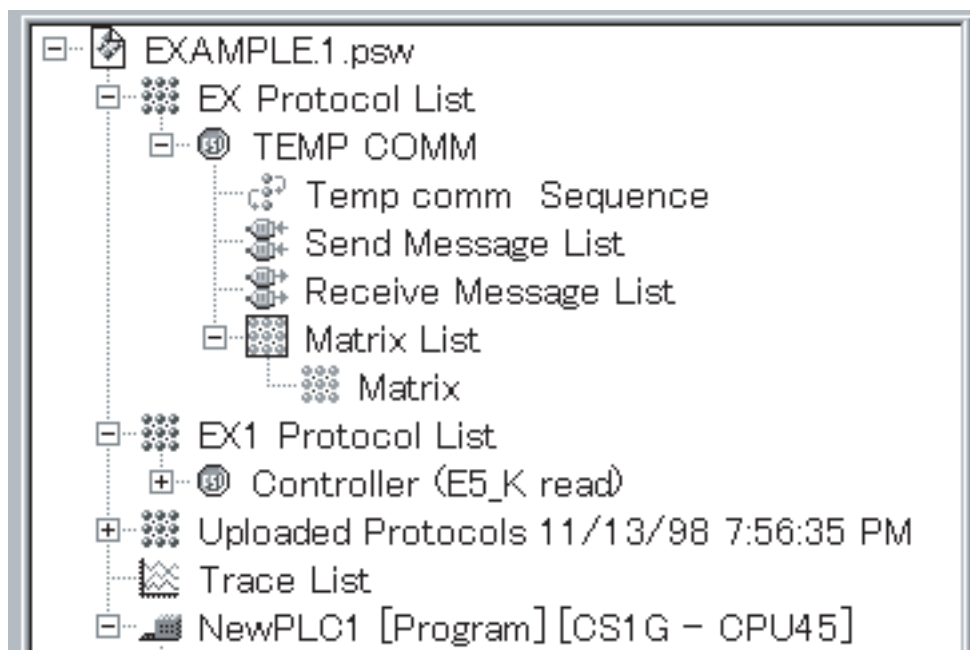 EXAMPLE.1.psw
EX Protocol List
TEMP COMM
Temp comm Sequence
Send Message List
Receive Message List
Matrix List
Matrix
EX1 Protocol List
Controller (E5_K read)
Uploaded Protocols 11/13/98 7:56:35 PM
Trace List
NewPLC1 [Program] [CS1G - CPU45]